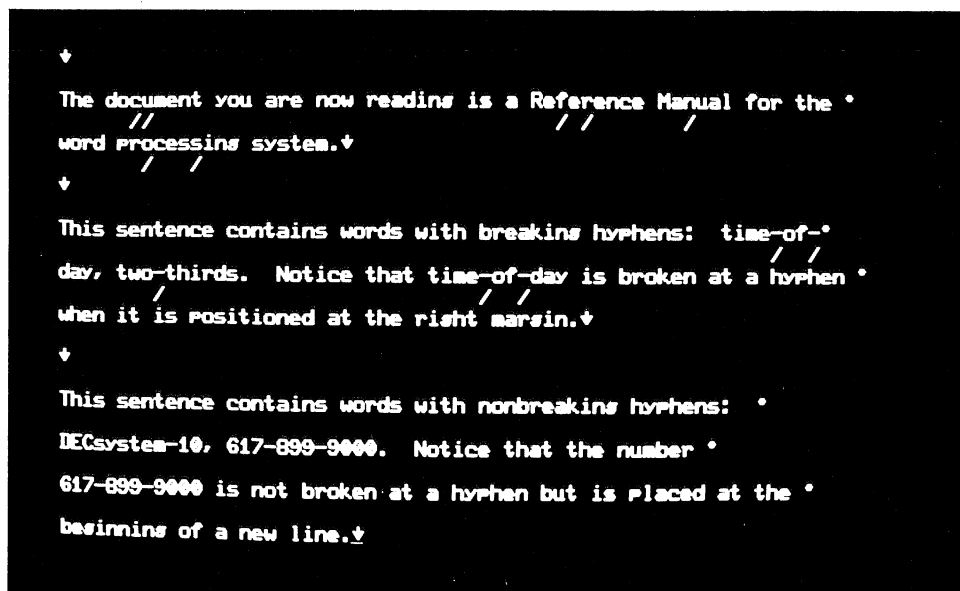 ↓
The document you are now reading is a Reference Manual for the °
// / / /
word processing system.↓
/ /
↓
This sentence contains words with breaking hyphens:  time-of-°
/ /
day, two-thirds.  Notice that time-of-day is broken at a hyphen °
/ / /
when it is positioned at the right margin.↓
↓
This sentence contains words with nonbreaking hyphens:  °
DECsystem-10, 617-899-9000.  Notice that the number °
617-899-9000 is not broken at a hyphen but is placed at the °
beginning of a new line.↓